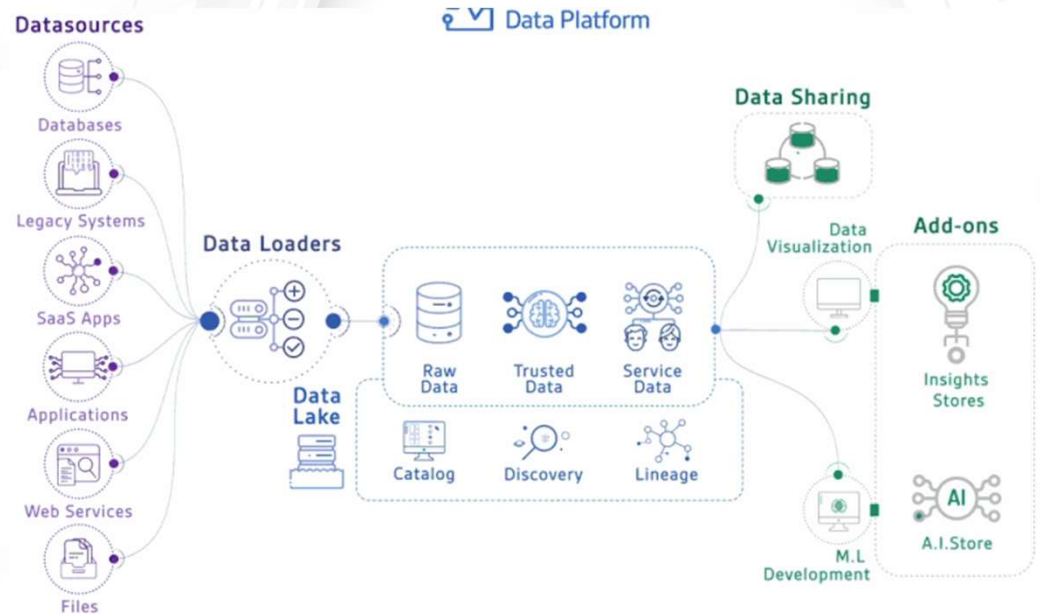 Data Platform
Datasources
Databases
Legacy Systems
SaaS Apps
Applications
Web Services
Files
Data Loaders
Data
Lake
Raw
Data
Trusted
Data
Service
Data
Catalog
Discovery
Lineage
Data Sharing
Data
Visualization
M.L
Development
Add-ons
Insights
Stores
AI
A.I.Store